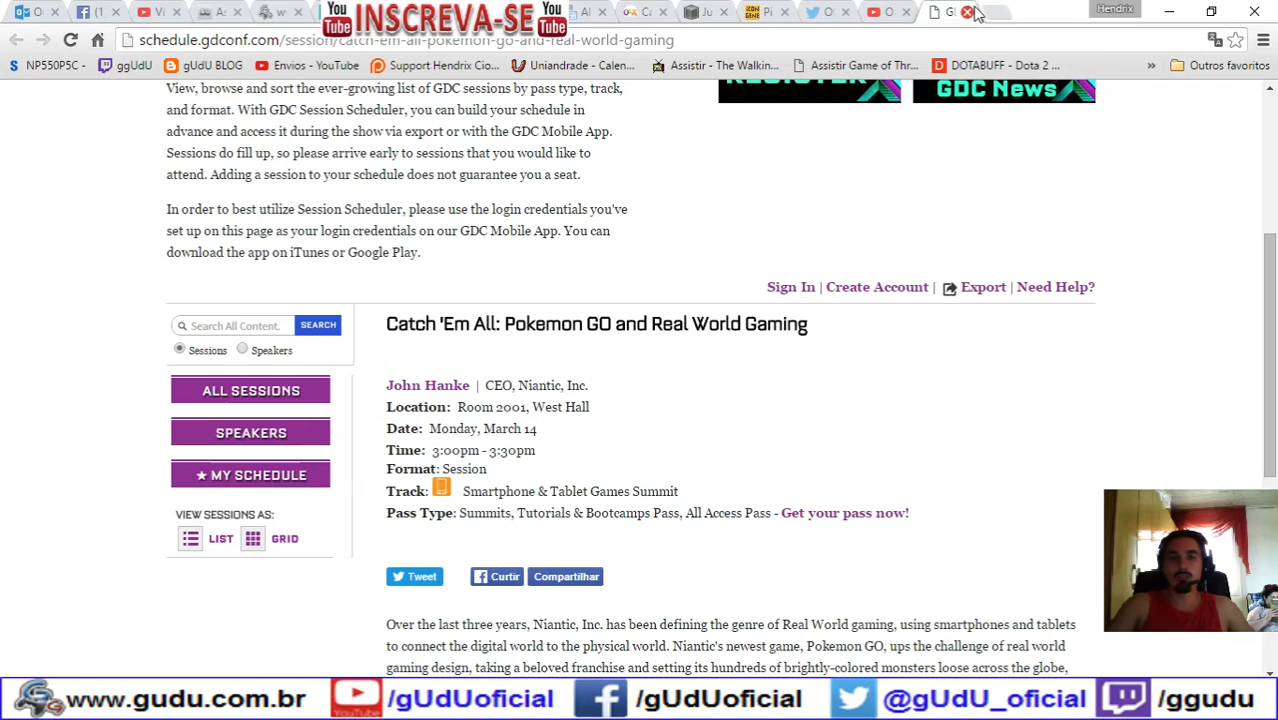 You Tube INSCREVA-SE You Tube
Hendrix
schedule.gdconf.com/session/catch-em-all-pokemon-go-and-real-world-gaming
NP550P5C - ggUdU gUdU BLOG Envios - YouTube Support Hendrix Cio... Uniandrade - Calen... Assistir - The Walkin... Assistir Game of Thr... DOTABUFF - Dota 2 ... » Outros favoritos
REGISTER
GDC News
View, browse and sort the ever-growing list of GDC sessions by pass type, track,
and format. With GDC Session Scheduler, you can build your schedule in
advance and access it during the show via export or with the GDC Mobile App.
Sessions do fill up, so please arrive early to sessions that you would like to
attend. Adding a session to your schedule does not guarantee you a seat.
In order to best utilize Session Scheduler, please use the login credentials you've
set up on this page as your login credentials on our GDC Mobile App. You can
download the app on iTunes or Google Play.
Sign In | Create Account | Export | Need Help?
Search All Content. SEARCH
Sessions Speakers
ALL SESSIONS
SPEAKERS
★ MY SCHEDULE
VIEW SESSIONS AS:
LIST GRID
Catch 'Em All: Pokemon GO and Real World Gaming
John Hanke | CEO, Niantic, Inc.
Location: Room 2001, West Hall
Date: Monday, March 14
Time: 3:00pm - 3:30pm
Format: Session
Track: Smartphone & Tablet Games Summit
Pass Type: Summits, Tutorials & Bootcamps Pass, All Access Pass - Get your pass now!
Tweet Curtir Compartilhar
Over the last three years, Niantic, Inc. has been defining the genre of Real World gaming, using smartphones and tablets
to connect the digital world to the physical world. Niantic's newest game, Pokemon GO, ups the challenge of real world
gaming design, taking a beloved franchise and setting its hundreds of brightly-colored monsters loose across the globe,
www.gudu.com.br YouTube /gUdUoficial /gUdUoficial @gUdU_oficial /ggudu